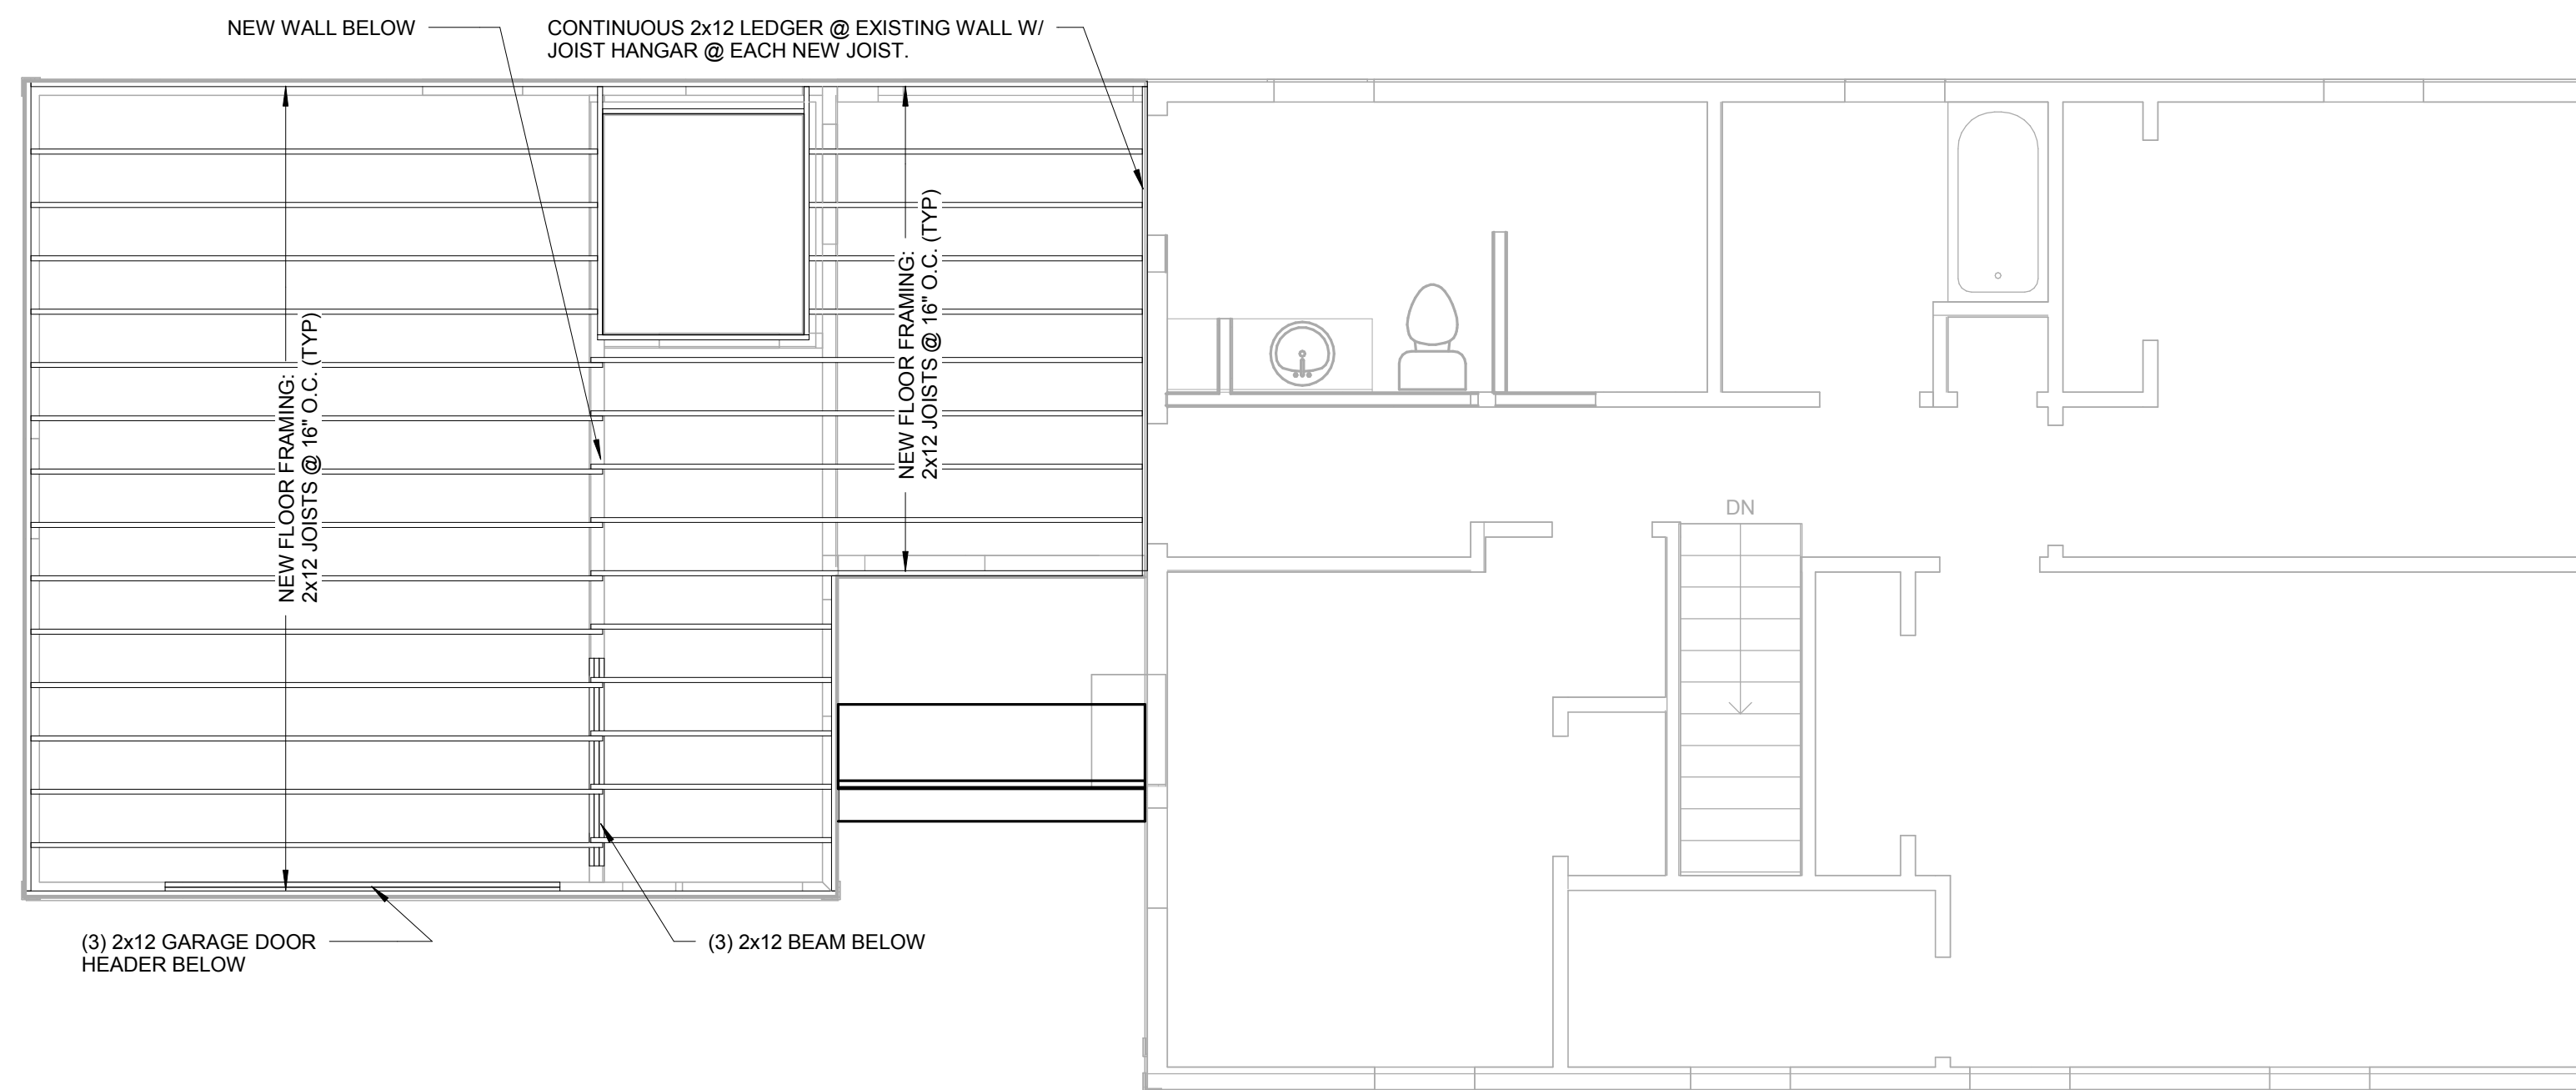 NEW WALL BELOW
CONTINUOUS 2x12 LEDGER @ EXISTING WALL W/
JOIST HANGAR @ EACH NEW JOIST.
NEW FLOOR FRAMING:
2x12 JOISTS @ 16" O.C. (TYP)
NEW FLOOR FRAMING:
2x12 JOISTS @ 16" O.C. (TYP)
DN
(3) 2x12 GARAGE DOOR
HEADER BELOW
(3) 2x12 BEAM BELOW